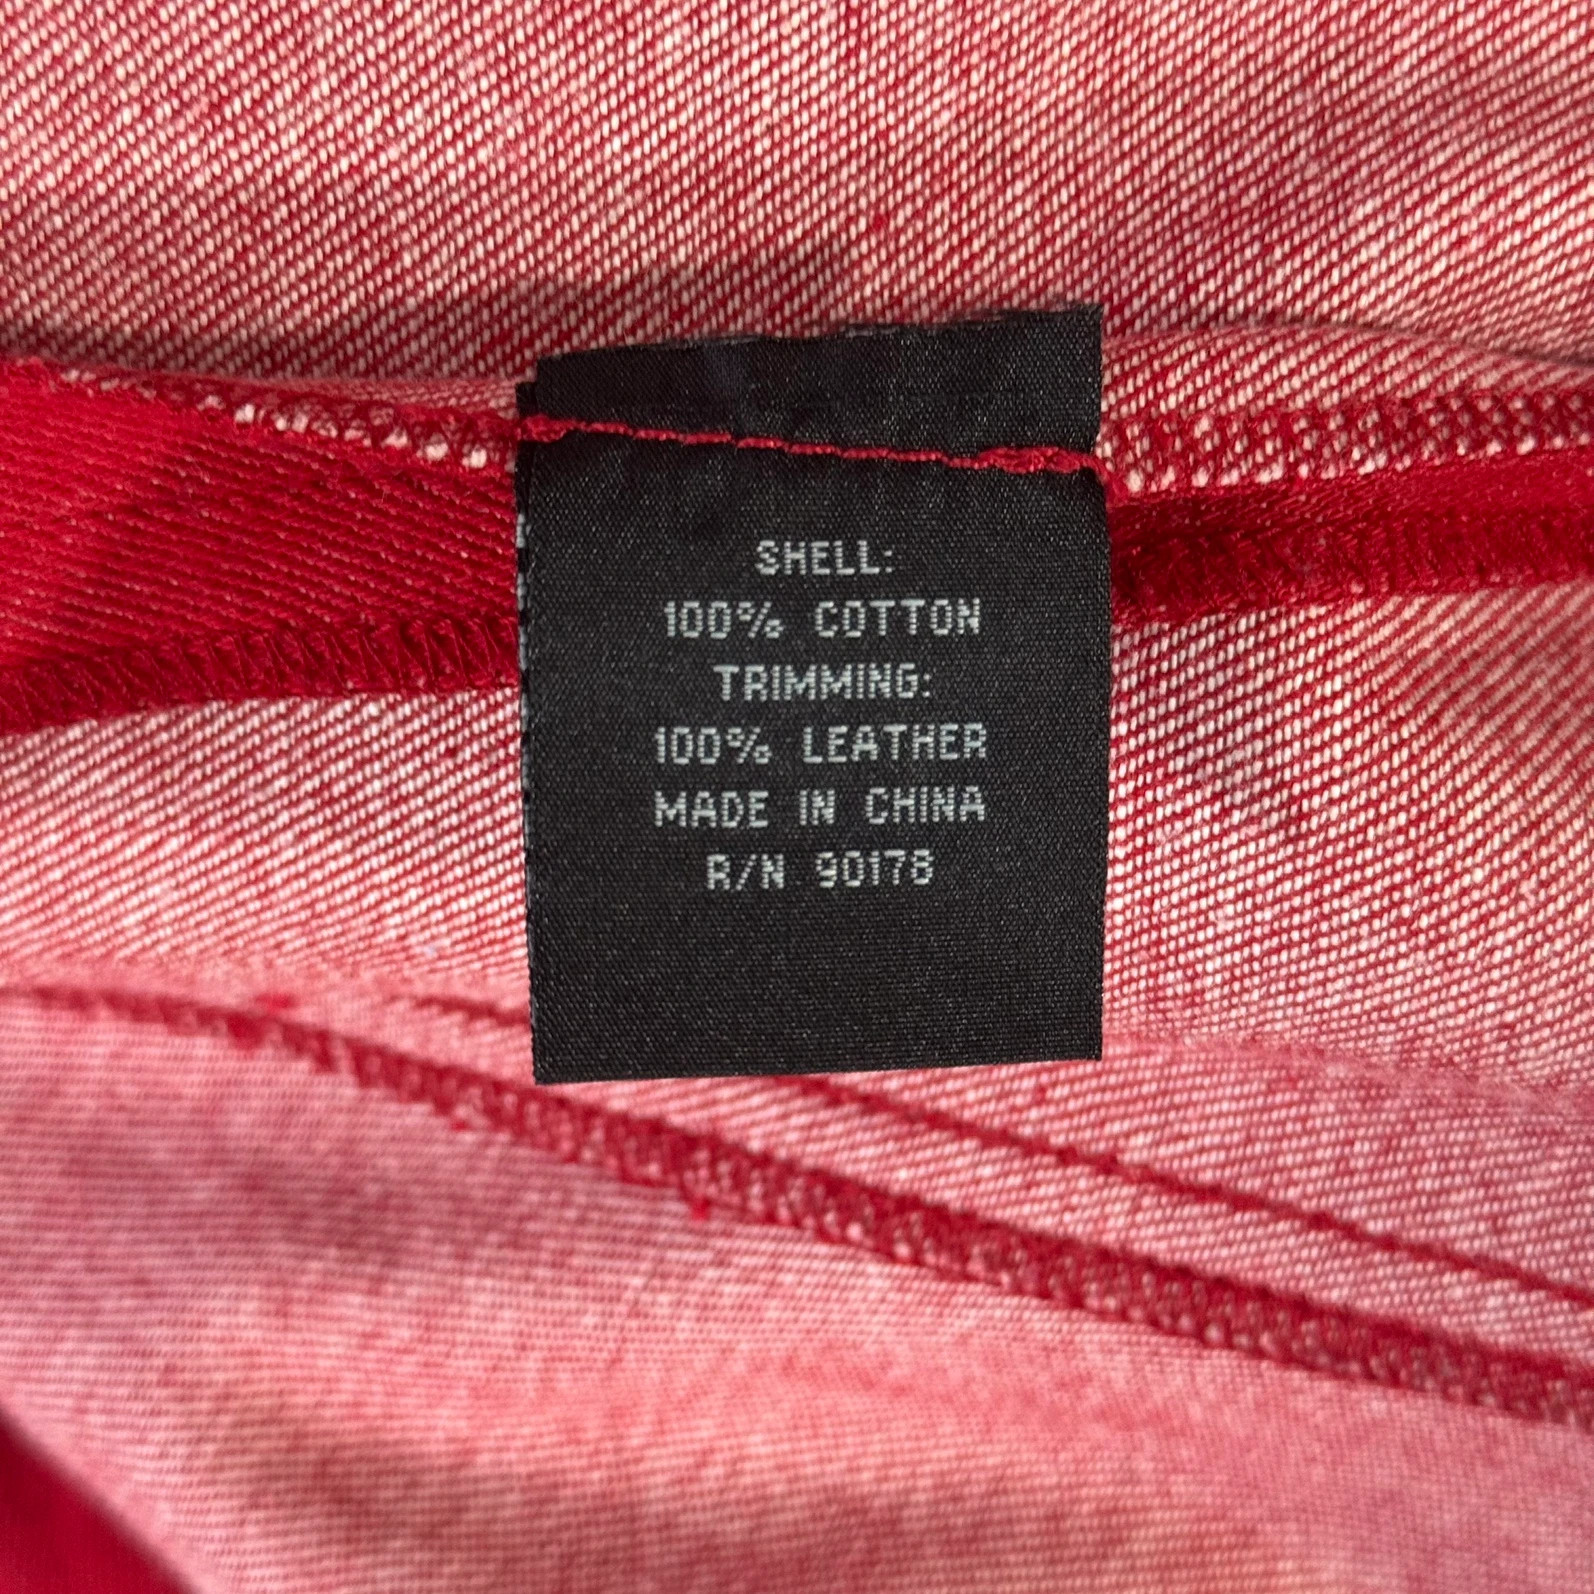 SHELL:
100% COTTON
TRIMMING:
100% LEATHER
MADE IN CHINA
R/N 90178